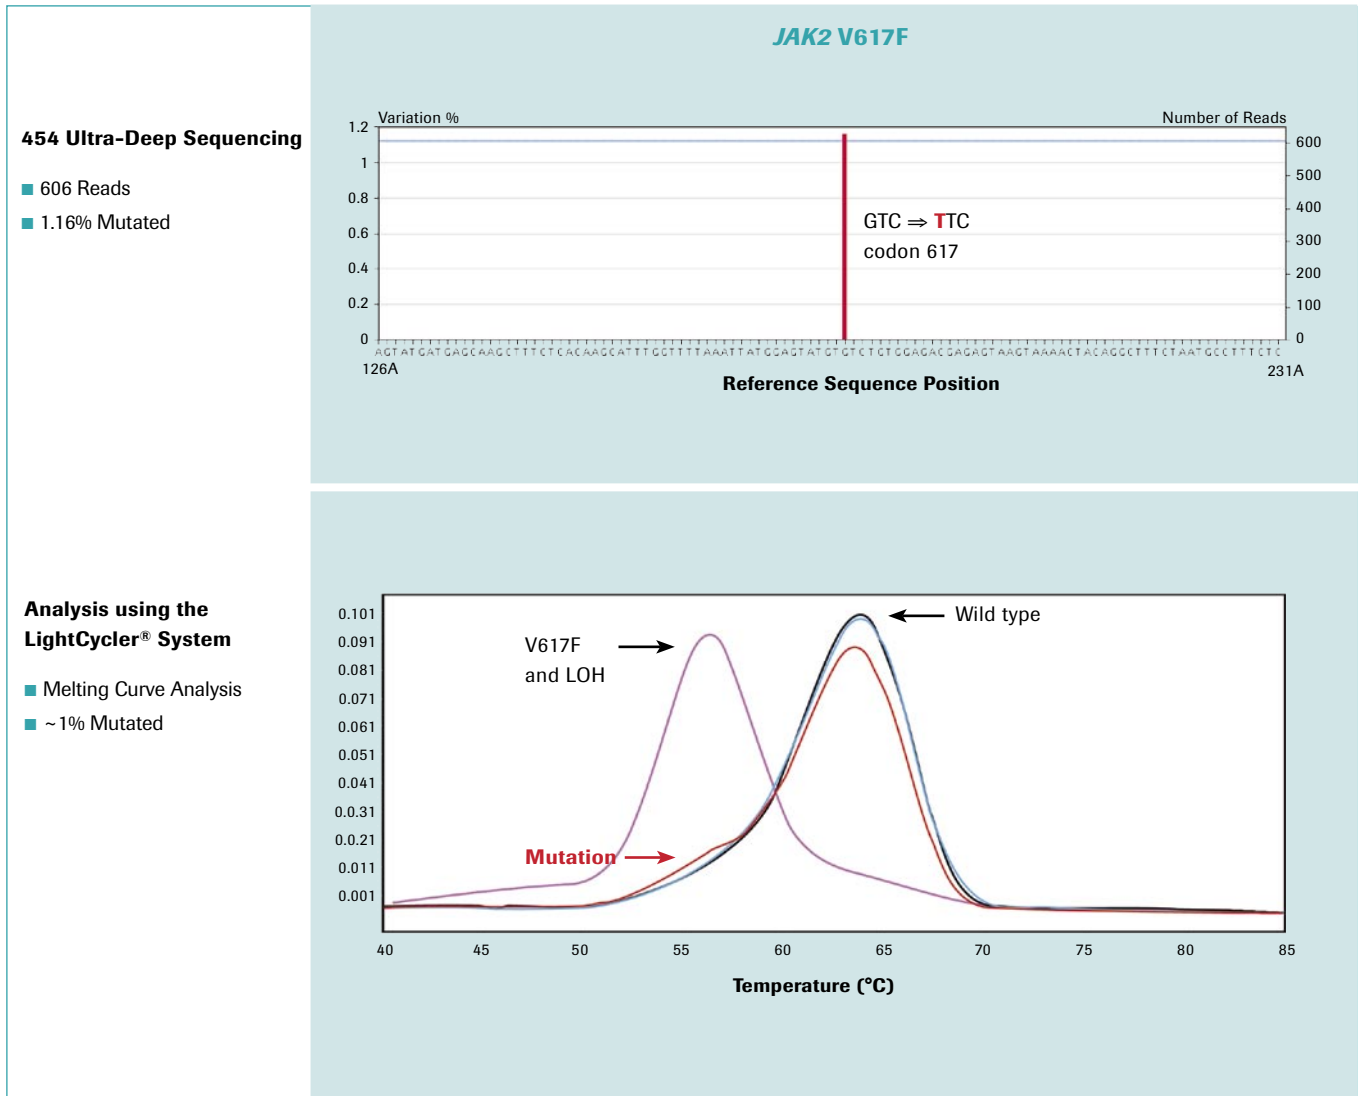 JAK2 V617F
454 Ultra-Deep Sequencing
606 Reads
1.16% Mutated
Variation %
Number of Reads
1.2
1
0.8
0.6
0.4
0.2
0
600
500
400
300
200
100
0
GTC ⇒ TTC
codon 617
126A
231A
Reference Sequence Position
Analysis using the
LightCycler® System
Melting Curve Analysis
~1% Mutated
0.101
0.091
0.081
0.071
0.061
0.051
0.041
0.031
0.021
0.011
0.001
V617F
and LOH
Wild type
Mutation
40 45 50 55 60 65 70 75 80 85
Temperature (°C)